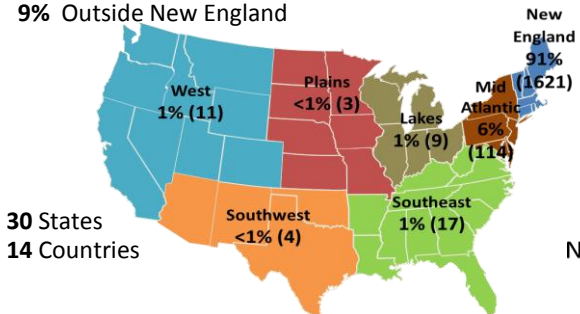 9% Outside New England
New
England
91%
(1621)
West
1% (11)
Plains
<1% (3)
Mid
Atlantic
6%
(114)
Lakes
1% (9)
Southeast
1% (17)
Southwest
<1% (4)
30 States
14 Countries
N